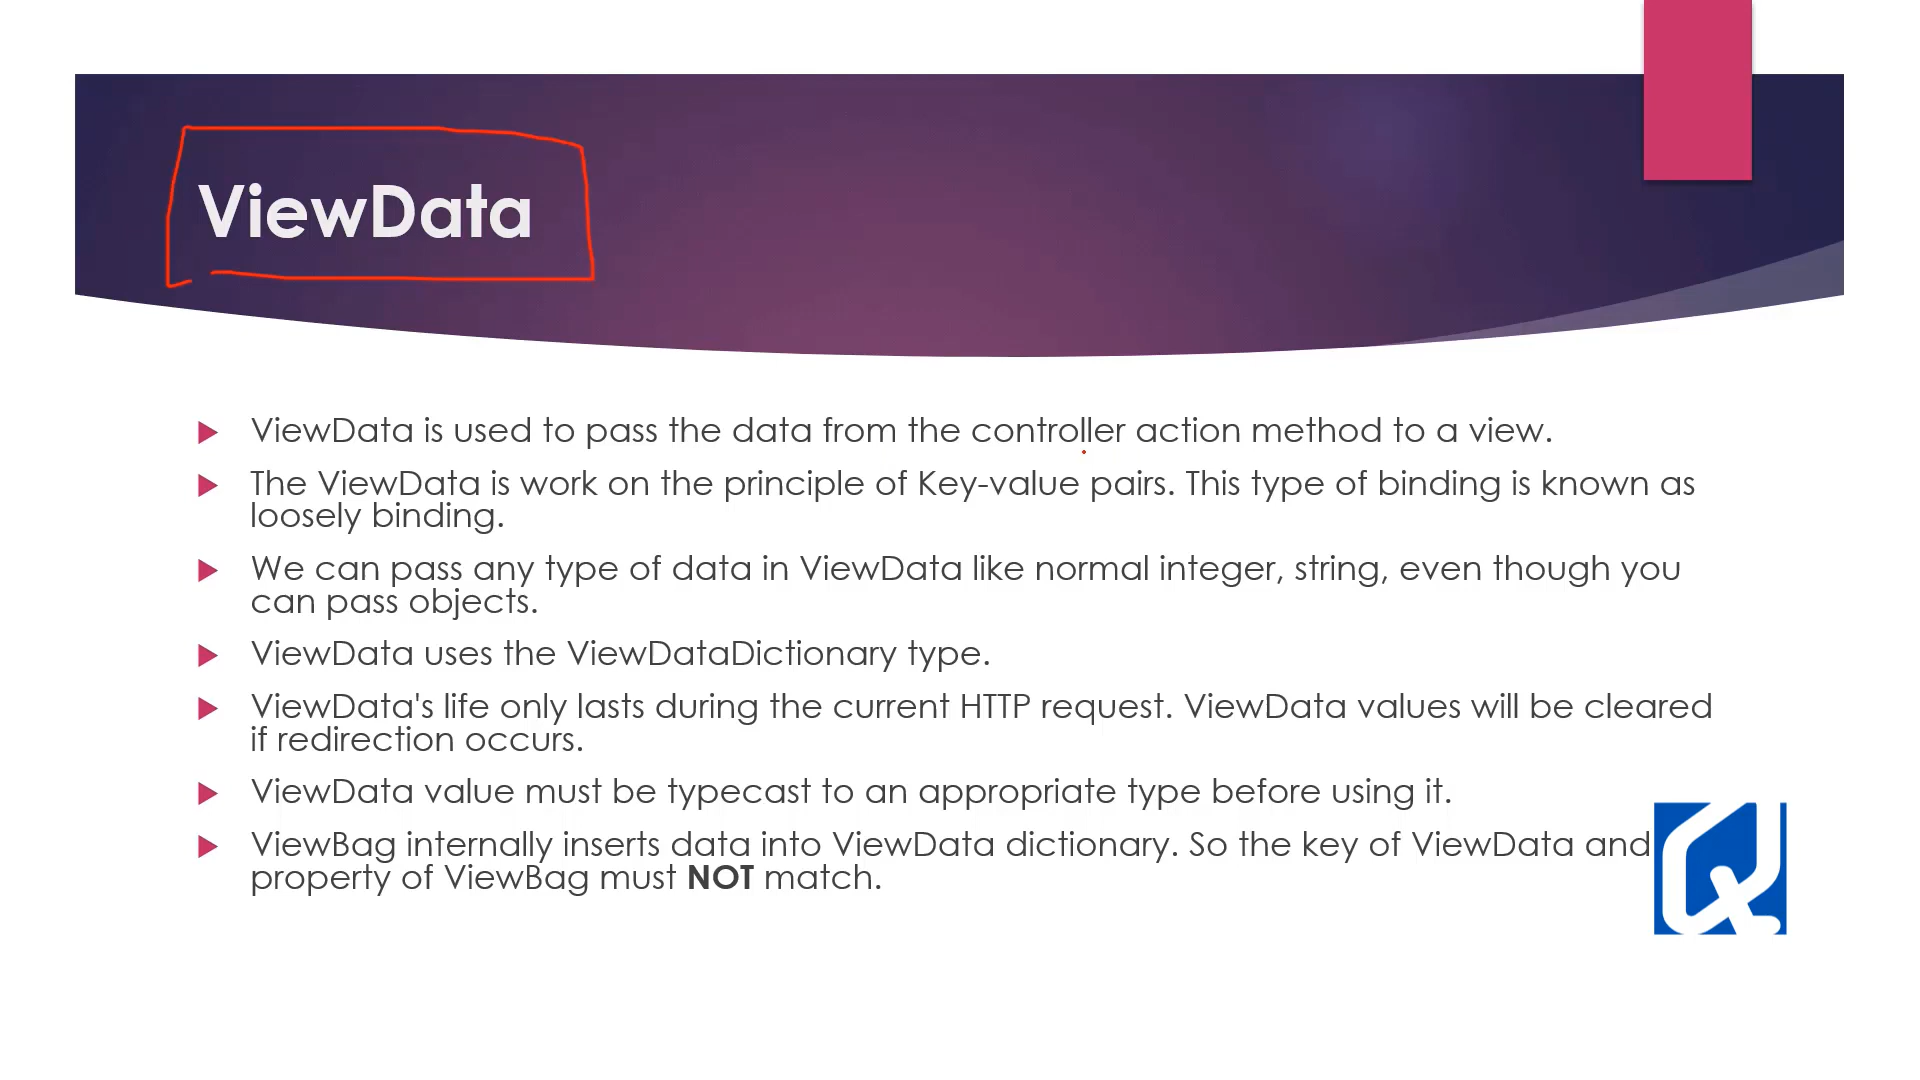 ViewData
ViewData is used to pass the data from the controller action method to a view.
The ViewData is work on the principle of Key-value pairs. This type of binding is known as
loosely binding.
We can pass any type of data in ViewData like normal integer, string, even though you
can pass objects.
ViewData uses the ViewDataDictionary type.
ViewData's life only lasts during the current HTTP request. ViewData values will be cleared
if redirection occurs.
ViewData value must be typecast to an appropriate type before using it.
ViewBag internally inserts data into ViewData dictionary. So the key of ViewData and
property of ViewBag must NOT match.